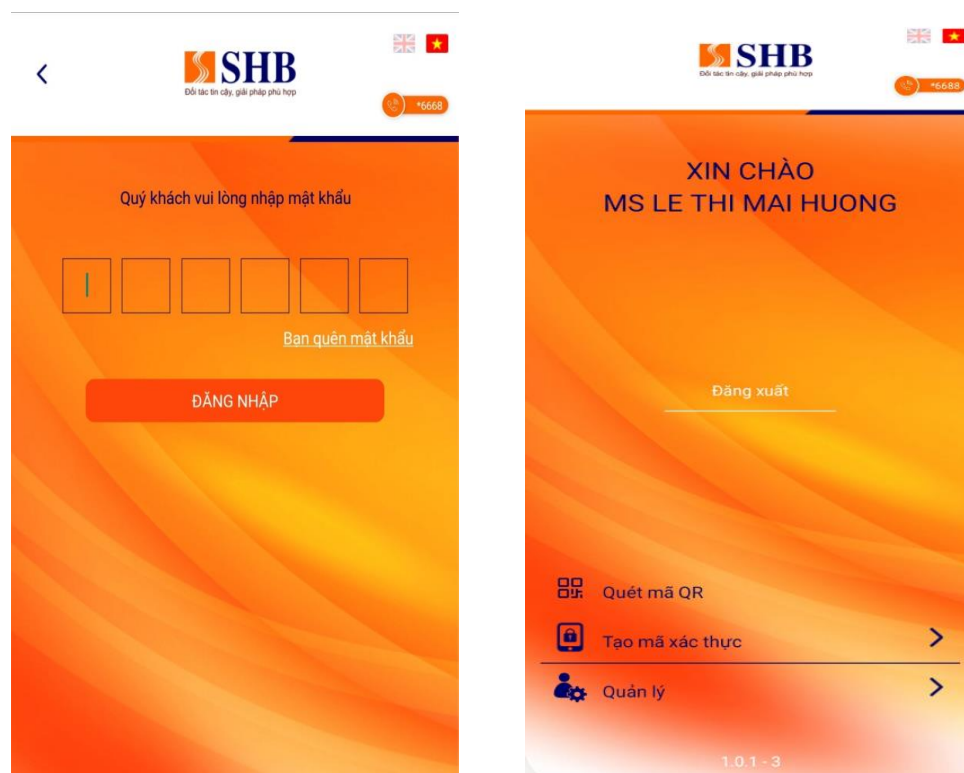 SHB
Đối tác tin cậy, giải pháp phù hợp
*6668
Quý khách vui lòng nhập mật khẩu
Bạn quên mật khẩu
ĐĂNG NHẬP
SHB
Đối tác tin cậy, giải pháp phù hợp
*6688
XIN CHÀO
MS LE THI MAI HUONG
Đăng xuất
Quét mã QR
Tạo mã xác thực
Quản lý
1.0.1 - 3